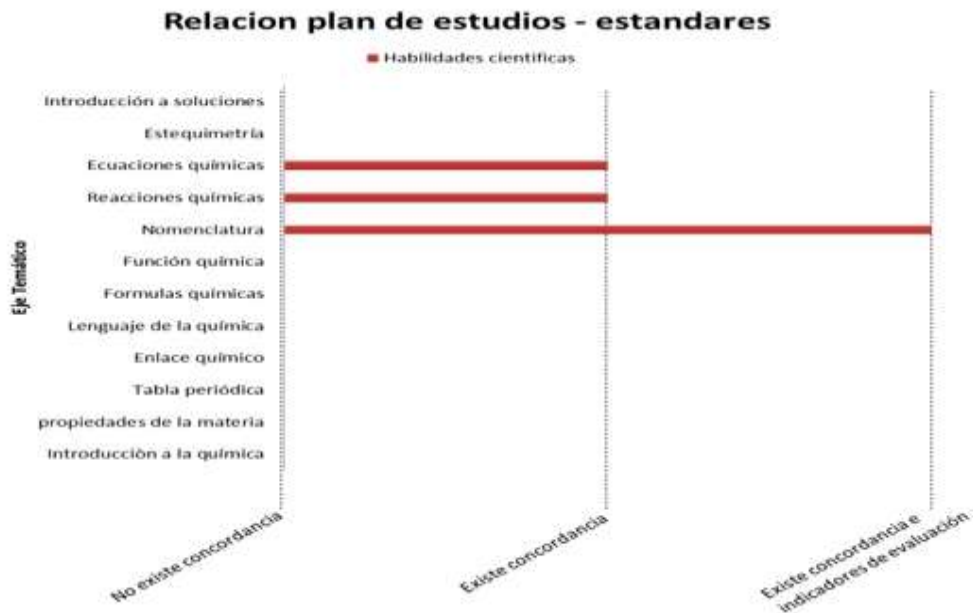 Relacion plan de estudios - estandares
Habilidades cientificas
Introducción a soluciones
Estequimetría
Ecuaciones químicas
Reacciones químicas
Nomenclatura
Función química
Formulas químicas
Lenguaje de la química
Enlace químico
Tabla periódica
propiedades de la materia
Introducciòn a la química
Eje Temático
No existe concordancia
Existe concordancia
Existe concordancia e
indicadores de evaluación